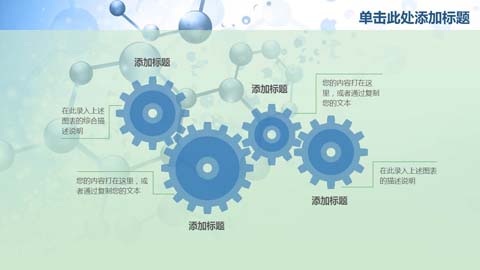 单击此处添加标题
添加标题
在此录入上述
图表的综合描
述说明
添加标题
您的内容打在这
里，或者通过复制
您的文本
您的内容打在这里，或
者通过复制您的文本
添加标题
在此录入上述图表
的描述说明
添加标题